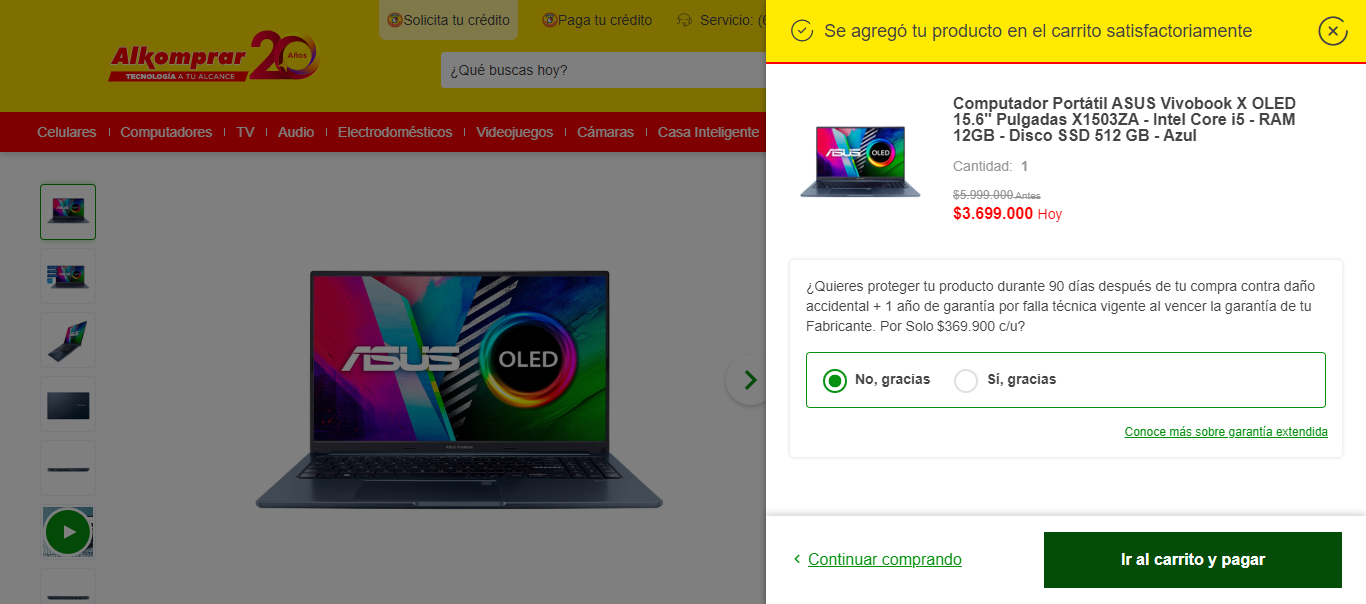 Solicita tu crédito
Paga tu crédito
Servicio: (6
Alkomprar
20 Años
TECNOLOGÍA A TU ALCANCE
¿Qué buscas hoy?
Celulares
Computadores
TV
Audio
Electrodomésticos
Videojuegos
Cámaras
Casa Inteligente
ASUS
OLED
Se agregó tu producto en el carrito satisfactoriamente
ASUS
OLED
Computador Portátil ASUS Vivobook X OLED
15.6" Pulgadas X1503ZA - Intel Core i5 - RAM
12GB - Disco SSD 512 GB - Azul
Cantidad: 1
$5.999.000 Antes
$3.699.000 Hoy
¿Quieres proteger tu producto durante 90 días después de tu compra contra daño
accidental + 1 año de garantía por falla técnica vigente al vencer la garantía de tu
Fabricante. Por Solo $369.900 c/u?
No, gracias
Sí, gracias
Conoce más sobre garantía extendida
Continuar comprando
Ir al carrito y pagar